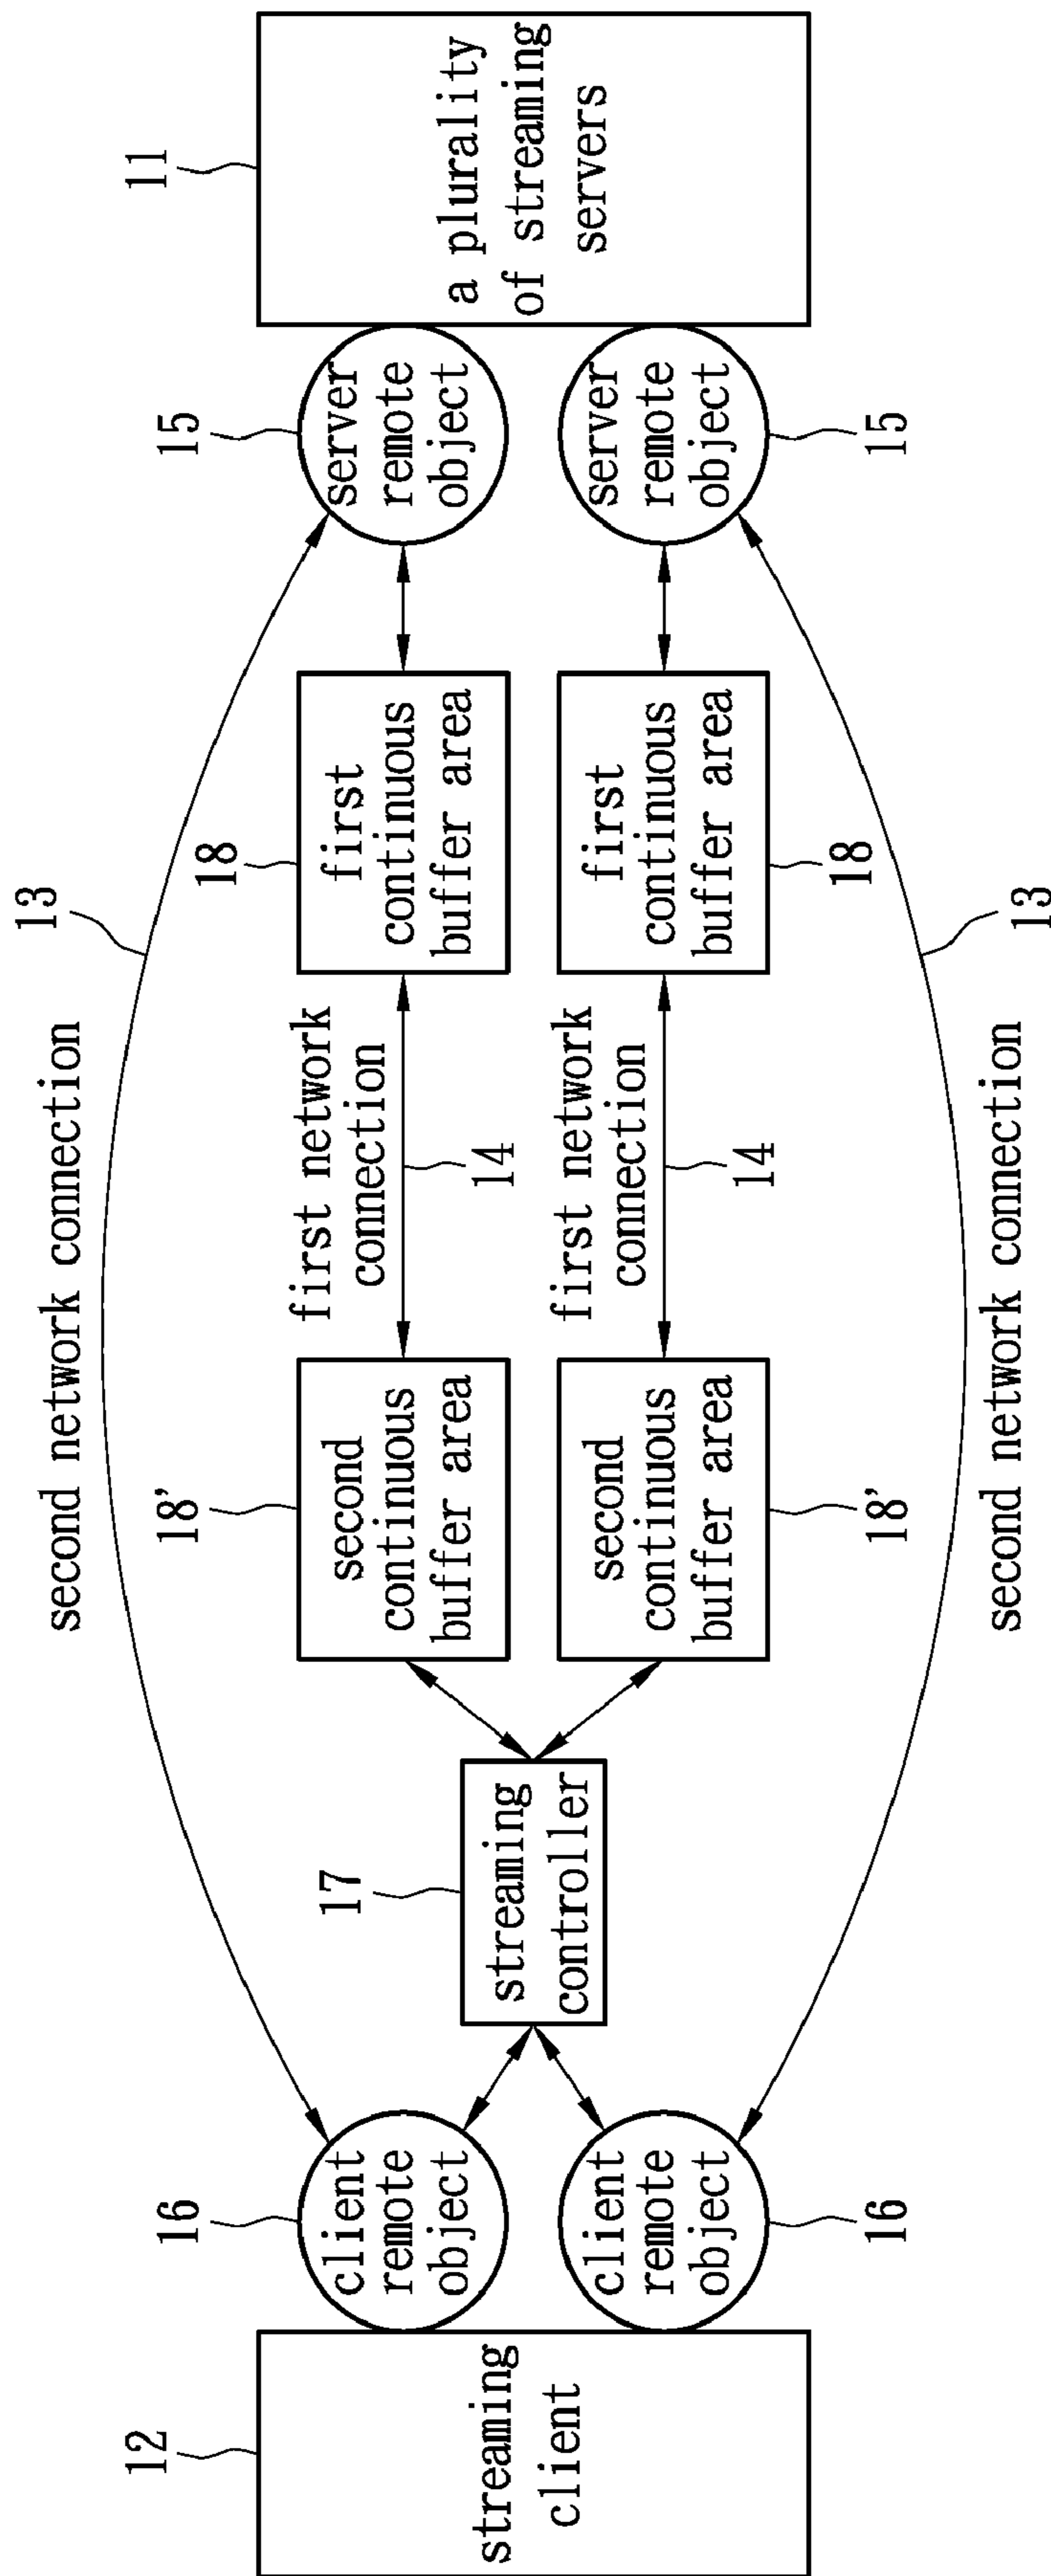 second network connection
13
12
streaming
client
16
client
remote
object
17
streaming
controller
18'
second
continuous
buffer area
first network
connection
14
18
first
continuous
buffer area
15
server
remote
object
11
a plurality
of streaming
servers
client
remote
object
16
second
continuous
buffer area
18'
first network
connection
14
first
continuous
buffer area
18
server
remote
object
15
13
second network connection